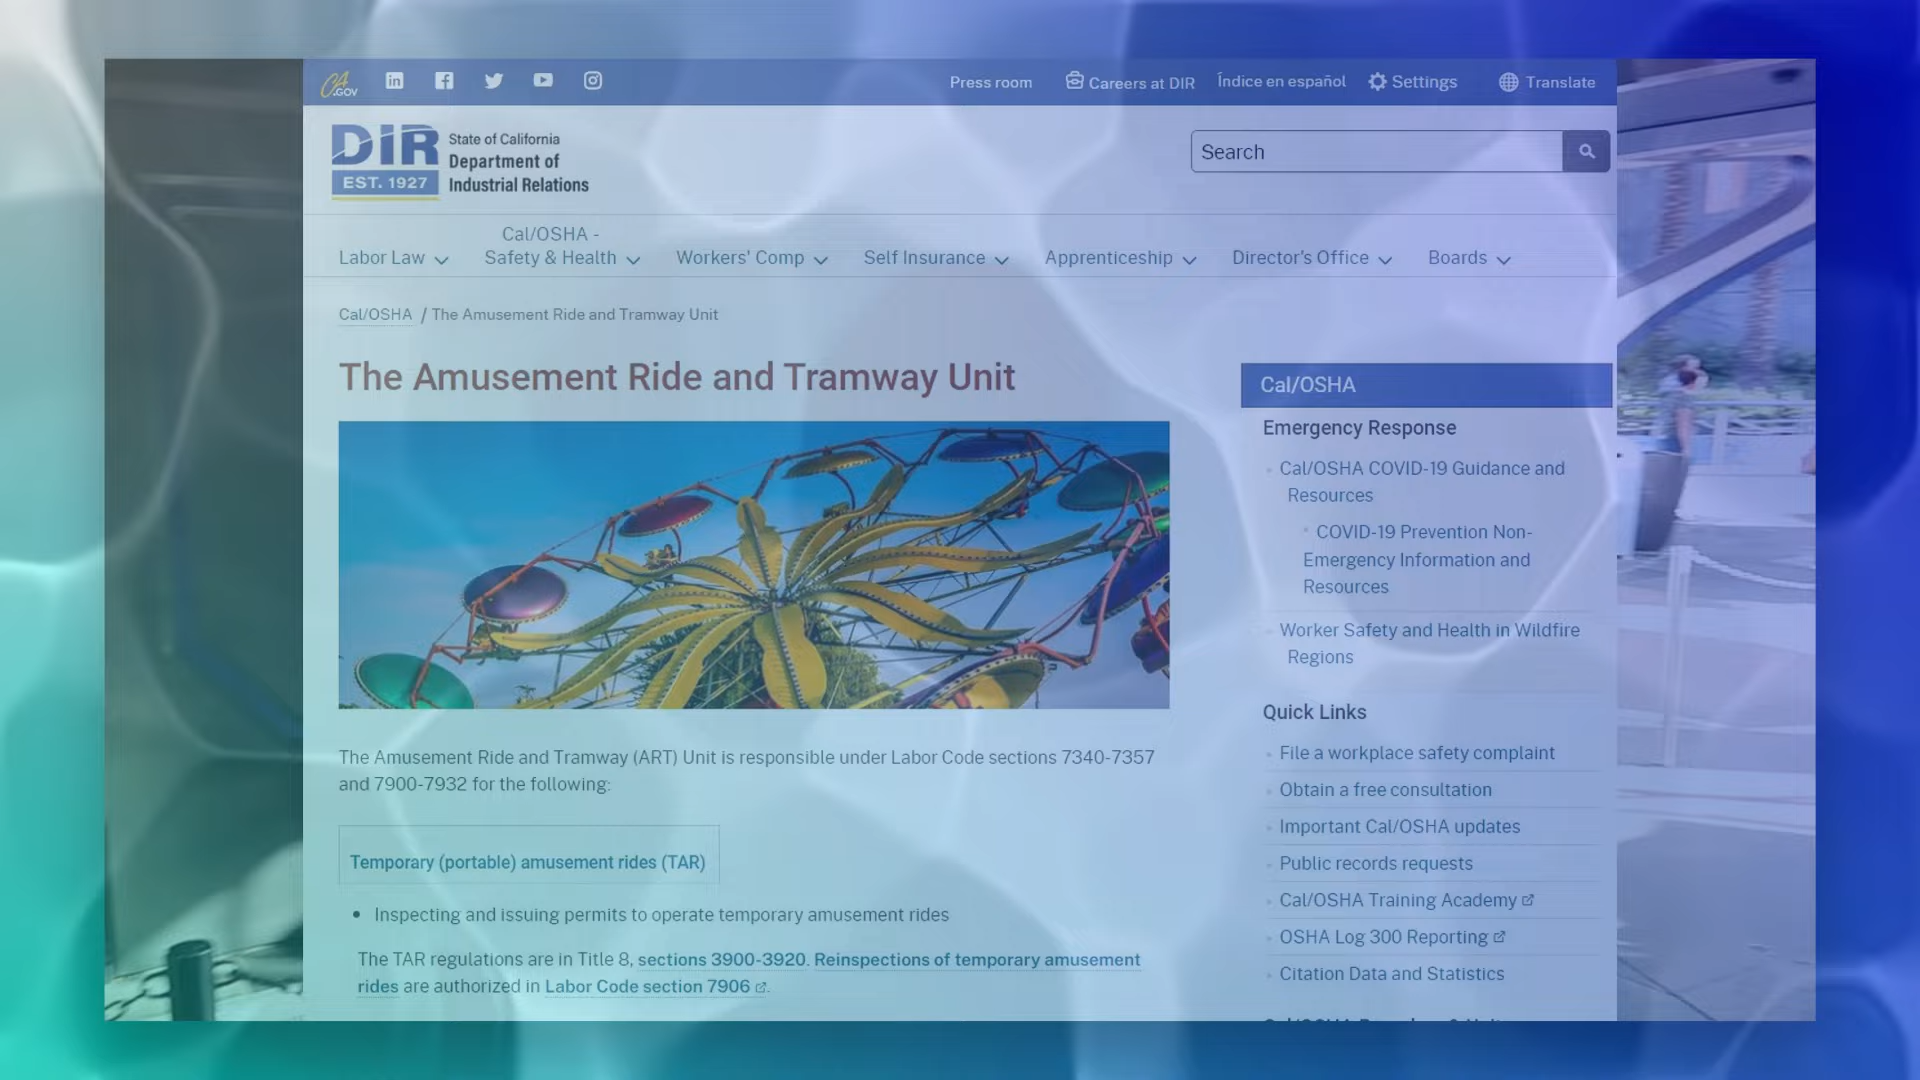 CA.GOV
Press room
Careers at DIR
Índice en español
Settings
Translate
DIR
EST. 1927
State of California
Department of
Industrial Relations
Search
Labor Law
Cal/OSHA -
Safety & Health
Workers' Comp
Self Insurance
Apprenticeship
Director's Office
Boards
Cal/OSHA / The Amusement Ride and Tramway Unit
The Amusement Ride and Tramway Unit
The Amusement Ride and Tramway (ART) Unit is responsible under Labor Code sections 7340-7357
and 7900-7932 for the following:
Temporary (portable) amusement rides (TAR)
• Inspecting and issuing permits to operate temporary amusement rides
The TAR regulations are in Title 8, sections 3900-3920. Reinspections of temporary amusement
rides are authorized in Labor Code section 7906.
Cal/OSHA
Emergency Response
Cal/OSHA COVID-19 Guidance and
Resources
COVID-19 Prevention Non-
Emergency Information and
Resources
Worker Safety and Health in Wildfire
Regions
Quick Links
File a workplace safety complaint
Obtain a free consultation
Important Cal/OSHA updates
Public records requests
Cal/OSHA Training Academy
OSHA Log 300 Reporting
Citation Data and Statistics